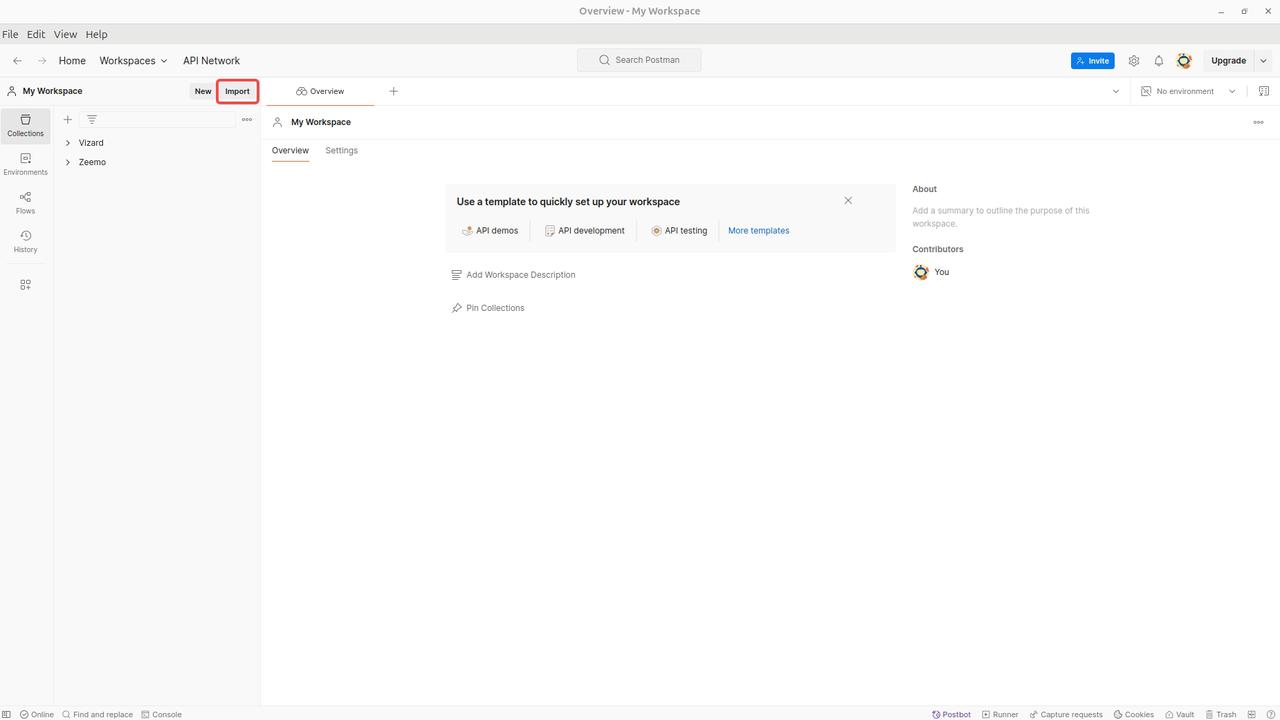 Overview - My Workspace
File Edit View Help
Home Workspaces API Network
Search Postman
Invite
Upgrade
My Workspace
New Import
Overview
No environment
Collections
Environments
Flows
History
Vizard
Zeemo
My Workspace
Overview Settings
Use a template to quickly set up your workspace
API demos API development API testing More templates
Add Workspace Description
Pin Collections
About
Add a summary to outline the purpose of this
workspace.
Contributors
You
Online Find and replace Console
Postbot Runner Capture requests Cookies Vault Trash